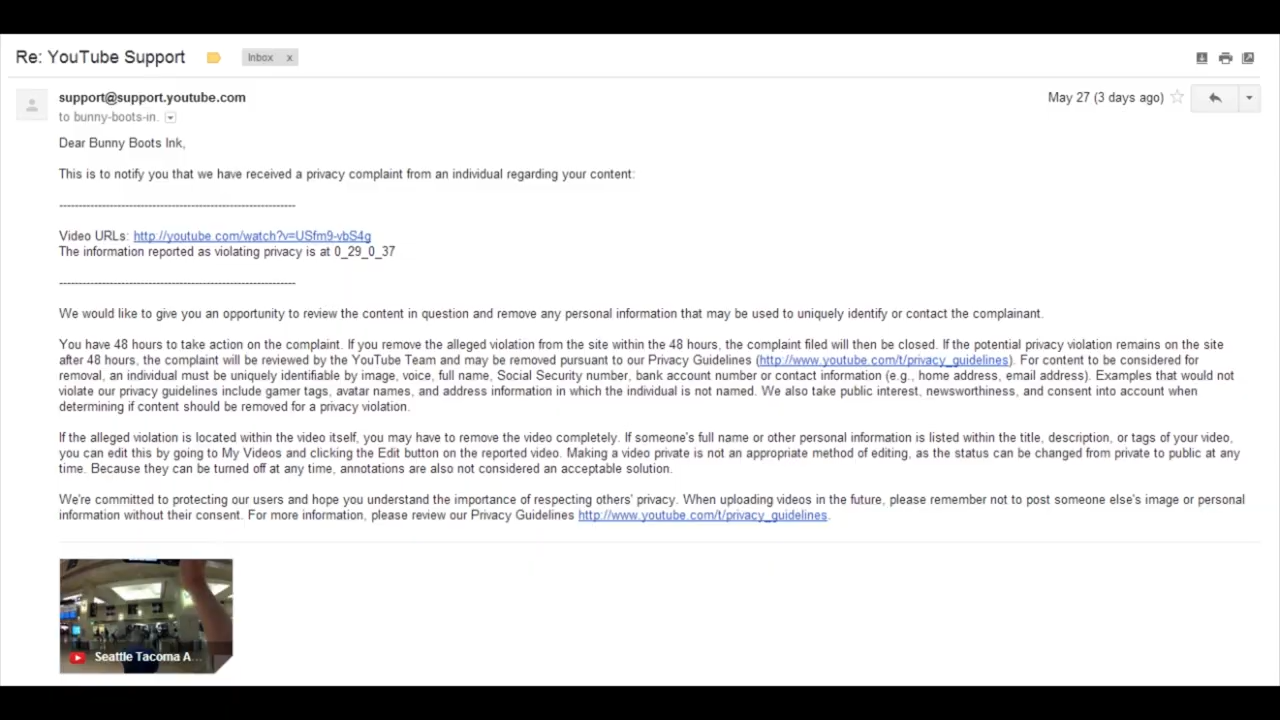 Re: YouTube Support
Inbox x
support@support.youtube.com
May 27 (3 days ago)
to bunny-boots-in.
Dear Bunny Boots Ink,
This is to notify you that we have received a privacy complaint from an individual regarding your content:
------------------------------------------------------------
Video URLs: http://youtube.com/watch?v=USfm9-vbS4g
The information reported as violating privacy is at 0_29_0_37
------------------------------------------------------------
We would like to give you an opportunity to review the content in question and remove any personal information that may be used to uniquely identify or contact the complainant.
You have 48 hours to take action on the complaint. If you remove the alleged violation from the site within the 48 hours, the complaint filed will then be closed. If the potential privacy violation remains on the site
after 48 hours, the complaint will be reviewed by the YouTube Team and may be removed pursuant to our Privacy Guidelines (http://www.youtube.com/t/privacy_guidelines). For content to be considered for
removal, an individual must be uniquely identifiable by image, voice, full name, Social Security number, bank account number or contact information (e.g., home address, email address). Examples that would not
violate our privacy guidelines include gamer tags, avatar names, and address information in which the individual is not named. We also take public interest, newsworthiness, and consent into account when
determining if content should be removed for a privacy violation.
If the alleged violation is located within the video itself, you may have to remove the video completely. If someone's full name or other personal information is listed within the title, description, or tags of your video,
you can edit this by going to My Videos and clicking the Edit button on the reported video. Making a video private is not an appropriate method of editing, as the status can be changed from private to public at any
time. Because they can be turned off at any time, annotations are also not considered an acceptable solution.
We're committed to protecting our users and hope you understand the importance of respecting others' privacy. When uploading videos in the future, please remember not to post someone else's image or personal
information without their consent. For more information, please review our Privacy Guidelines http://www.youtube.com/t/privacy_guidelines.
Seattle Tacoma A...